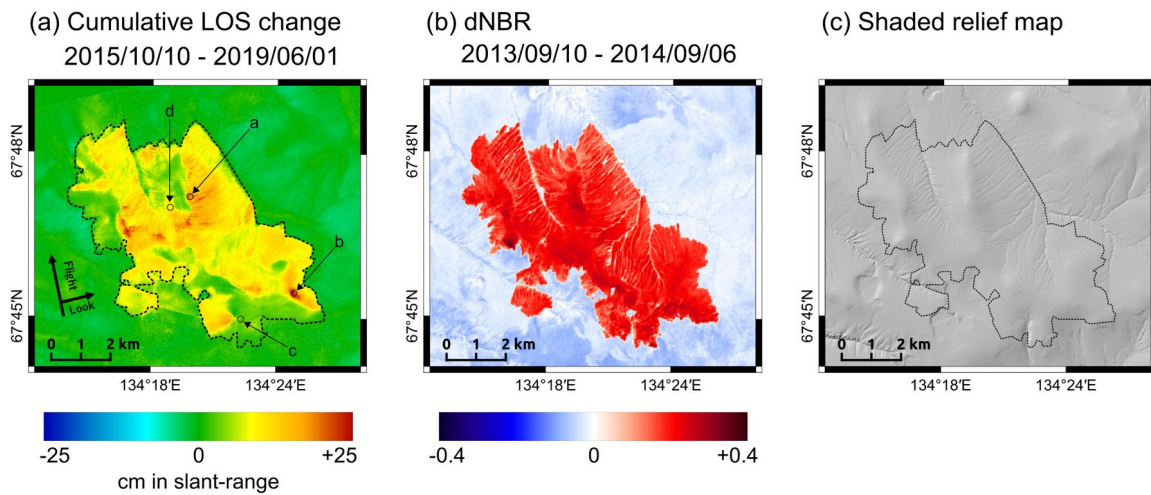 (a) Cumulative LOS change
2015/10/10 - 2019/06/01
(b) dNBR
2013/09/10 - 2014/09/06
(c) Shaded relief map
67°48′N
67°45′N
d
a
b
c
Flight
Look
0 1 2 km
134°18′E
134°24′E
67°48′N
67°45′N
0 1 2 km
134°18′E
134°24′E
67°48′N
67°45′N
0 1 2 km
134°18′E
134°24′E
-25
0
+25
cm in slant-range
-0.4
0
+0.4